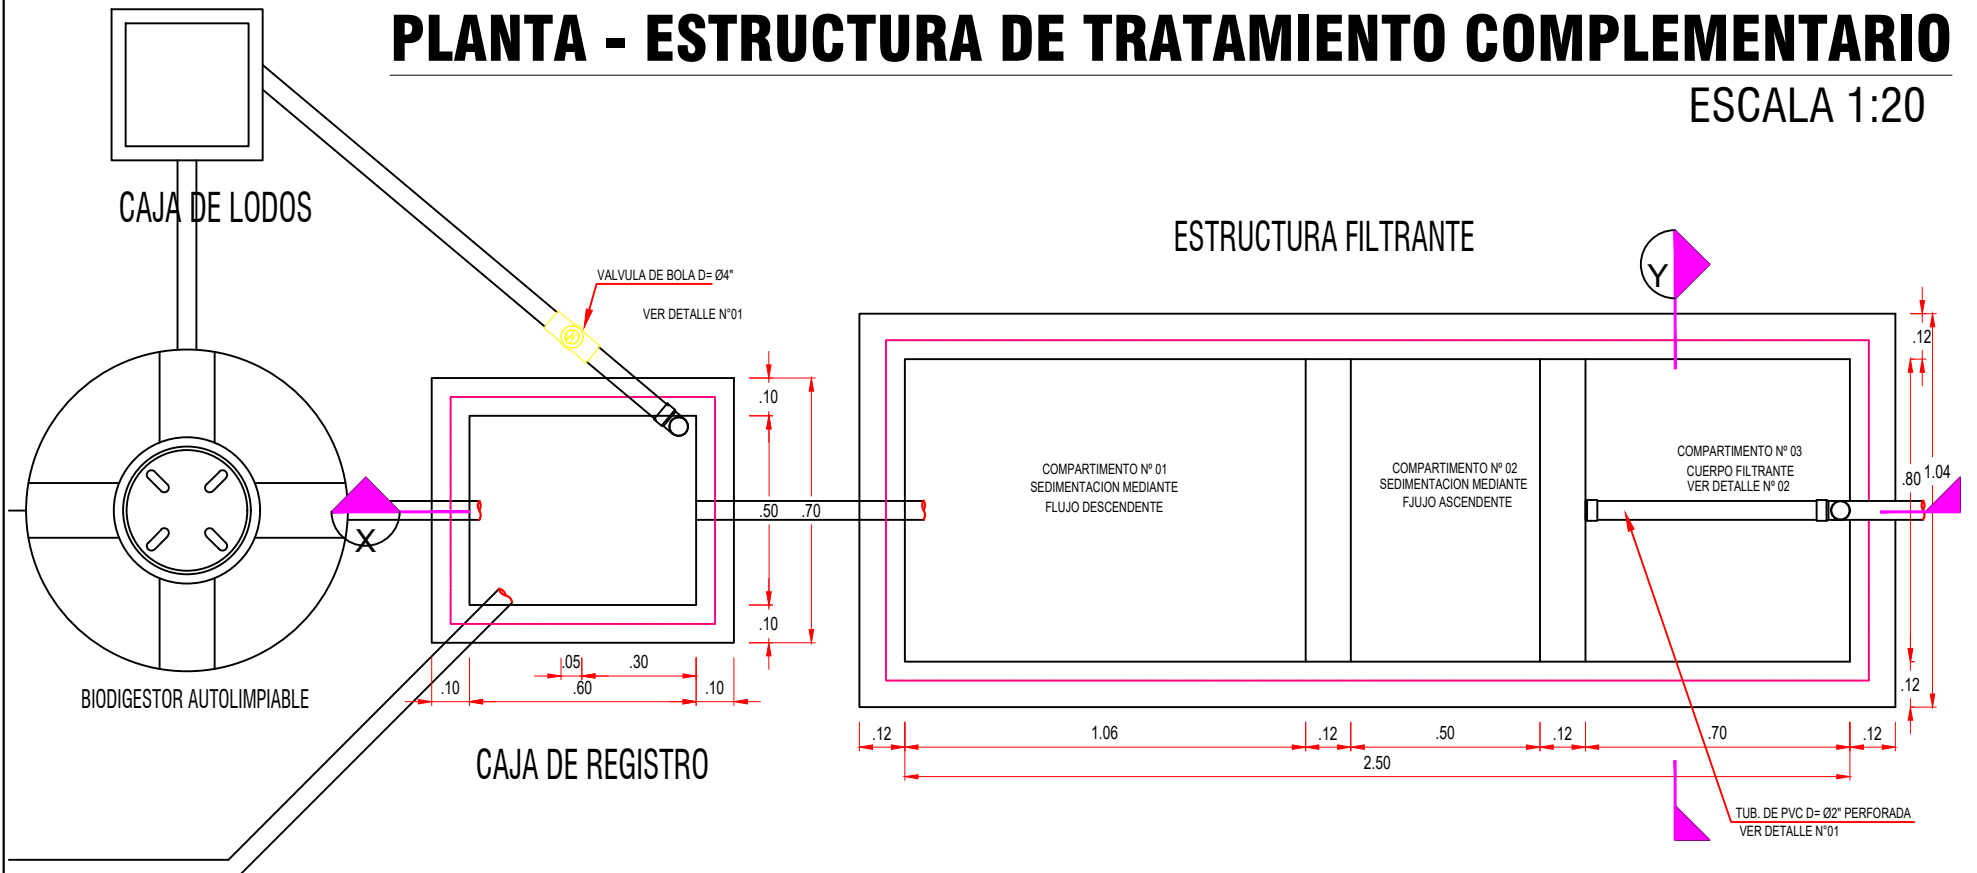 PLANTA - ESTRUCTURA DE TRATAMIENTO COMPLEMENTARIO
ESCALA 1:20
CAJA DE LODOS
ESTRUCTURA FILTRANTE
VALVULA DE BOLA D= Ø4"
VER DETALLE N°01
Y
.12
.10
.50
.70
.10
COMPARTIMENTO Nº 01
SEDIMENTACION MEDIANTE
FLUJO DESCENDENTE
COMPARTIMENTO Nº 02
SEDIMENTACION MEDIANTE
FJUJO ASCENDENTE
COMPARTIMENTO Nº 03
CUERPO FILTRANTE
VER DETALLE Nº 02
.80
1.04
X
.05
.30
.10
.60
.10
.12
BIODIGESTOR AUTOLIMPIABLE
CAJA DE REGISTRO
.12
1.06
.12
.50
.12
.70
.12
2.50
TUB. DE PVC D= Ø2" PERFORADA
VER DETALLE N°01